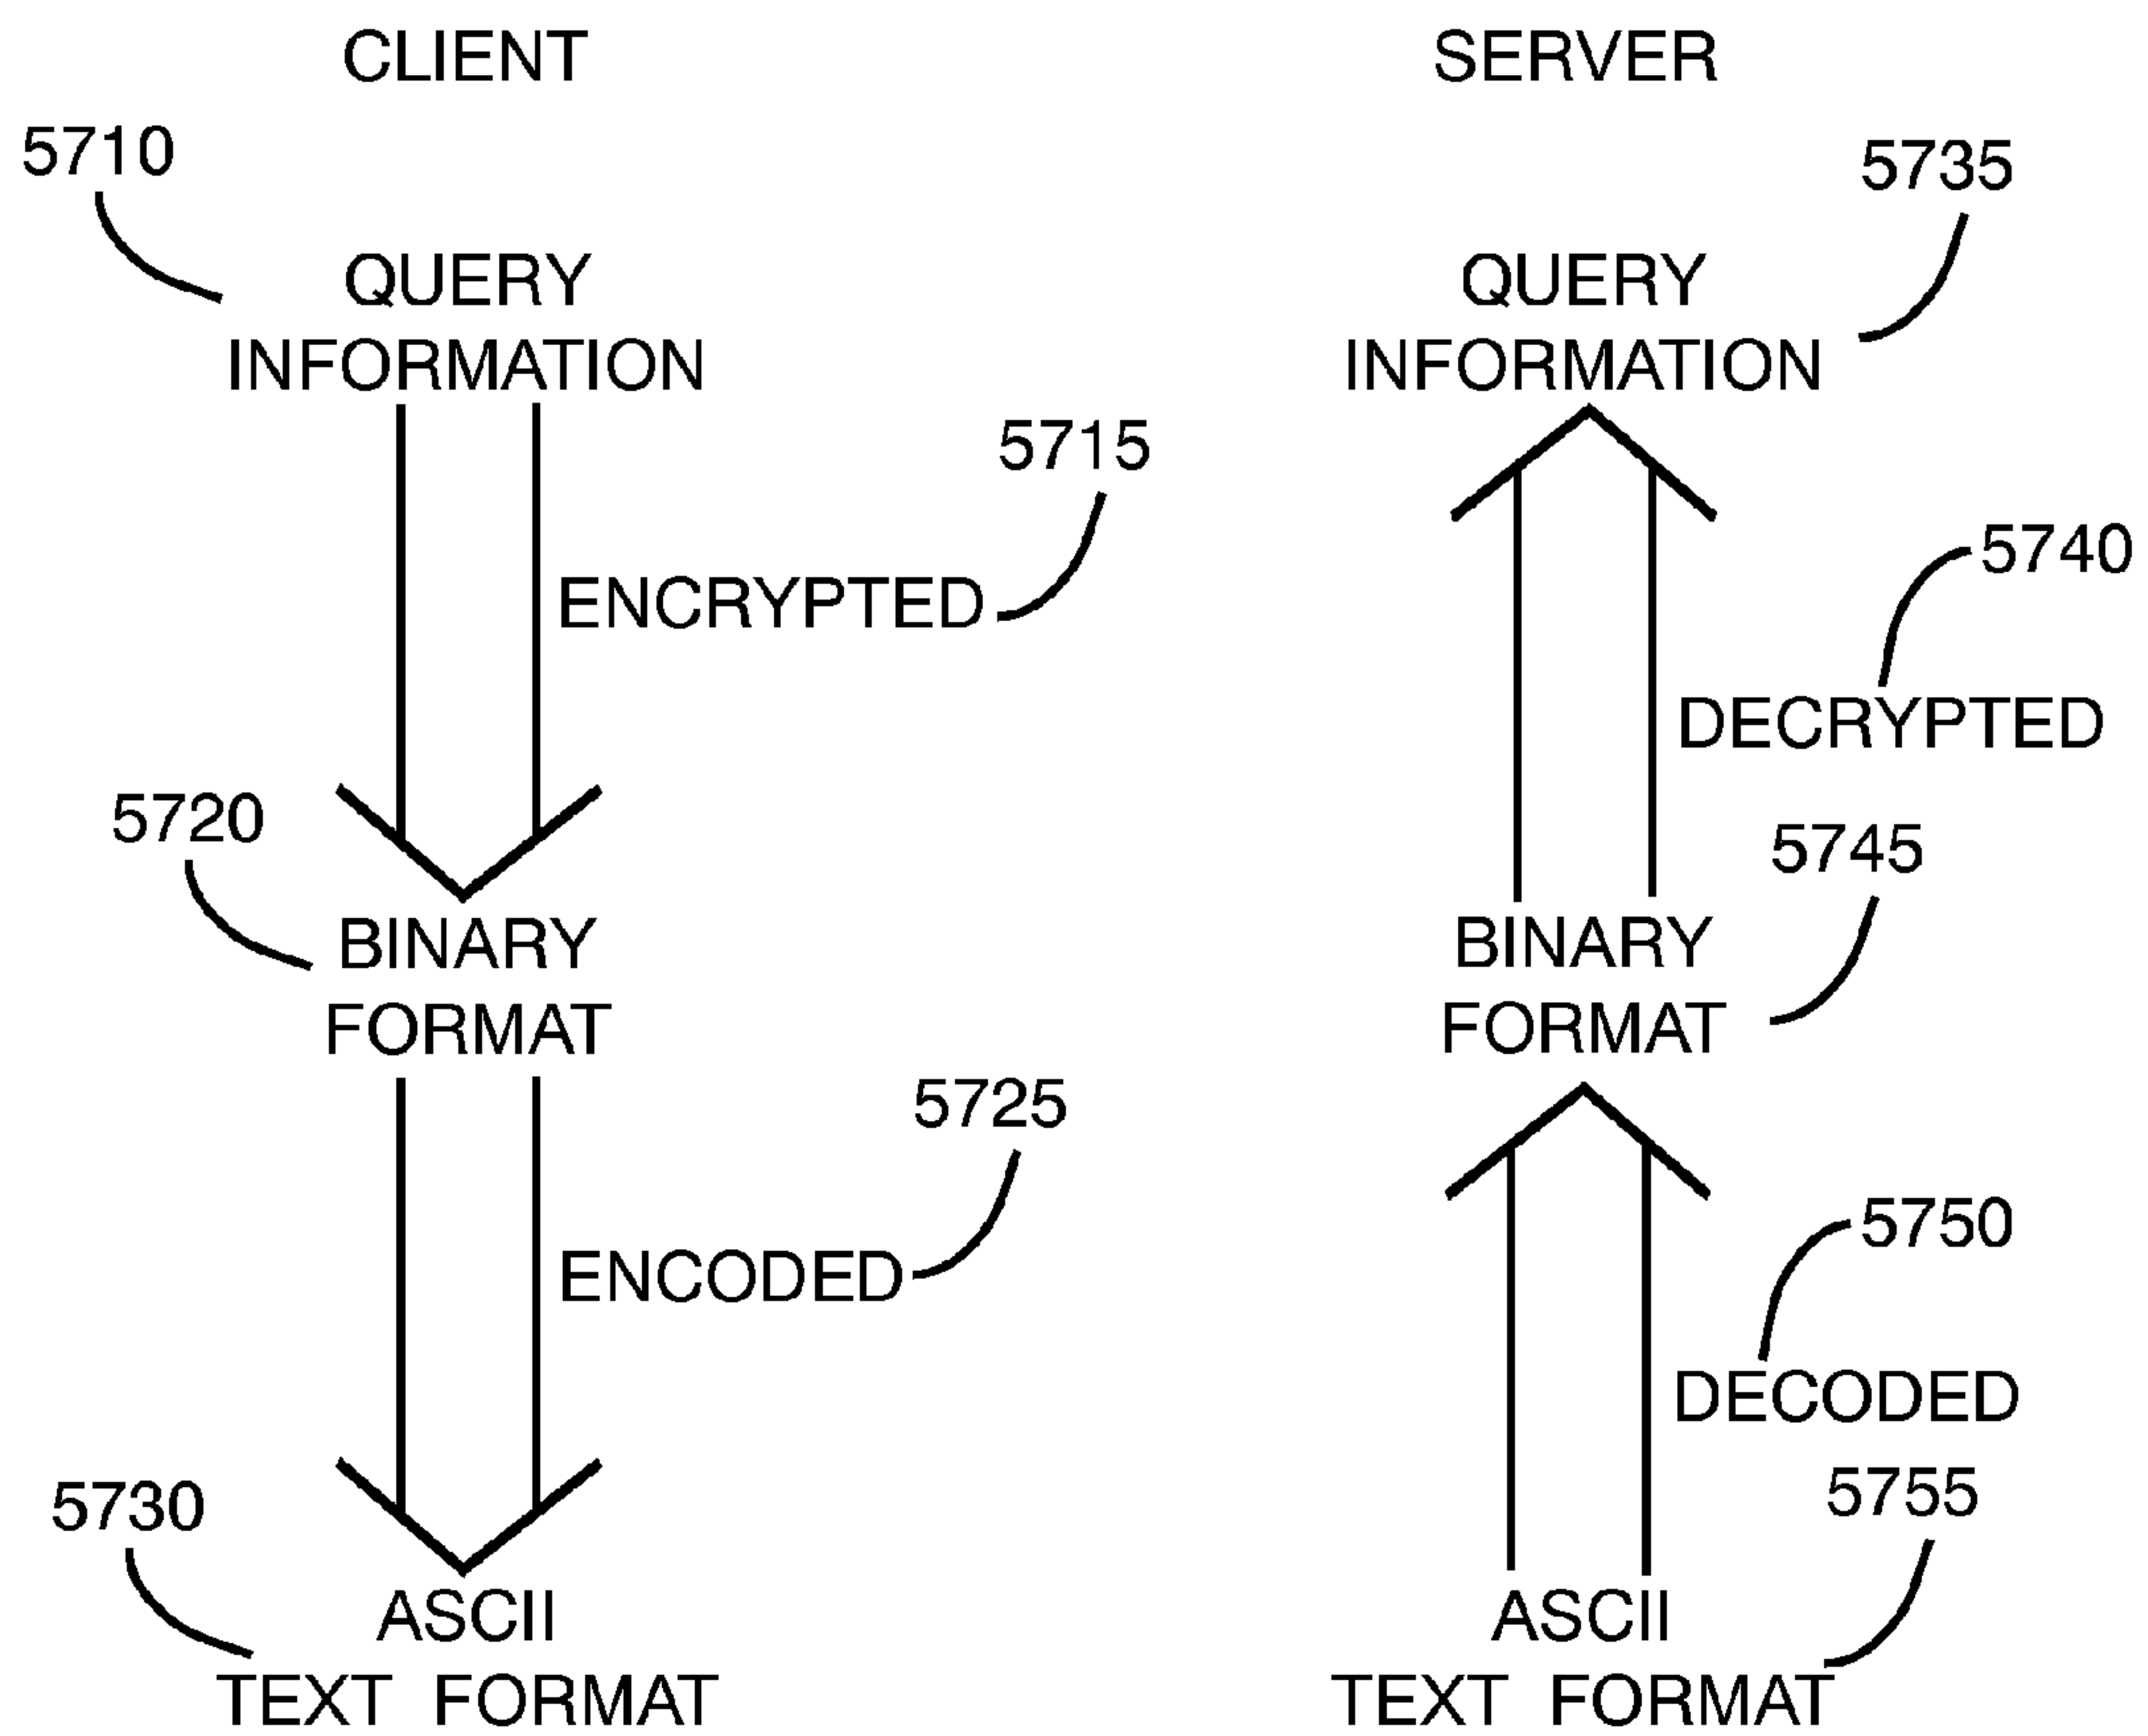 CLIENT
5710
QUERY
INFORMATION
5715
ENCRYPTED
5720
BINARY
FORMAT
5725
ENCODED
5730
ASCII
TEXT FORMAT
SERVER
5735
QUERY
INFORMATION
5740
DECRYPTED
5745
BINARY
FORMAT
5750
DECODED
5755
ASCII
TEXT FORMAT